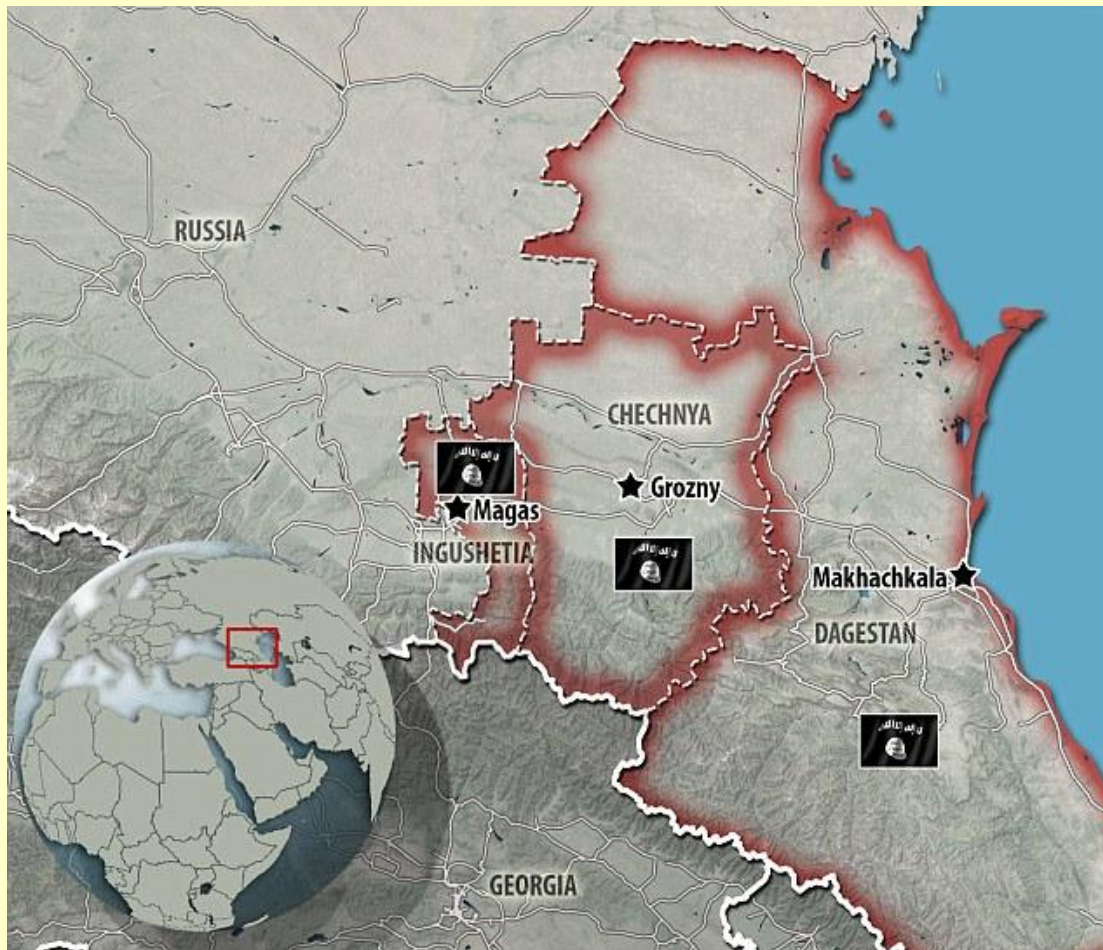 RUSSIA
CHECHNYA
Grozny
Magas
INGUSHETIA
Makhachkala
DAGESTAN
GEORGIA